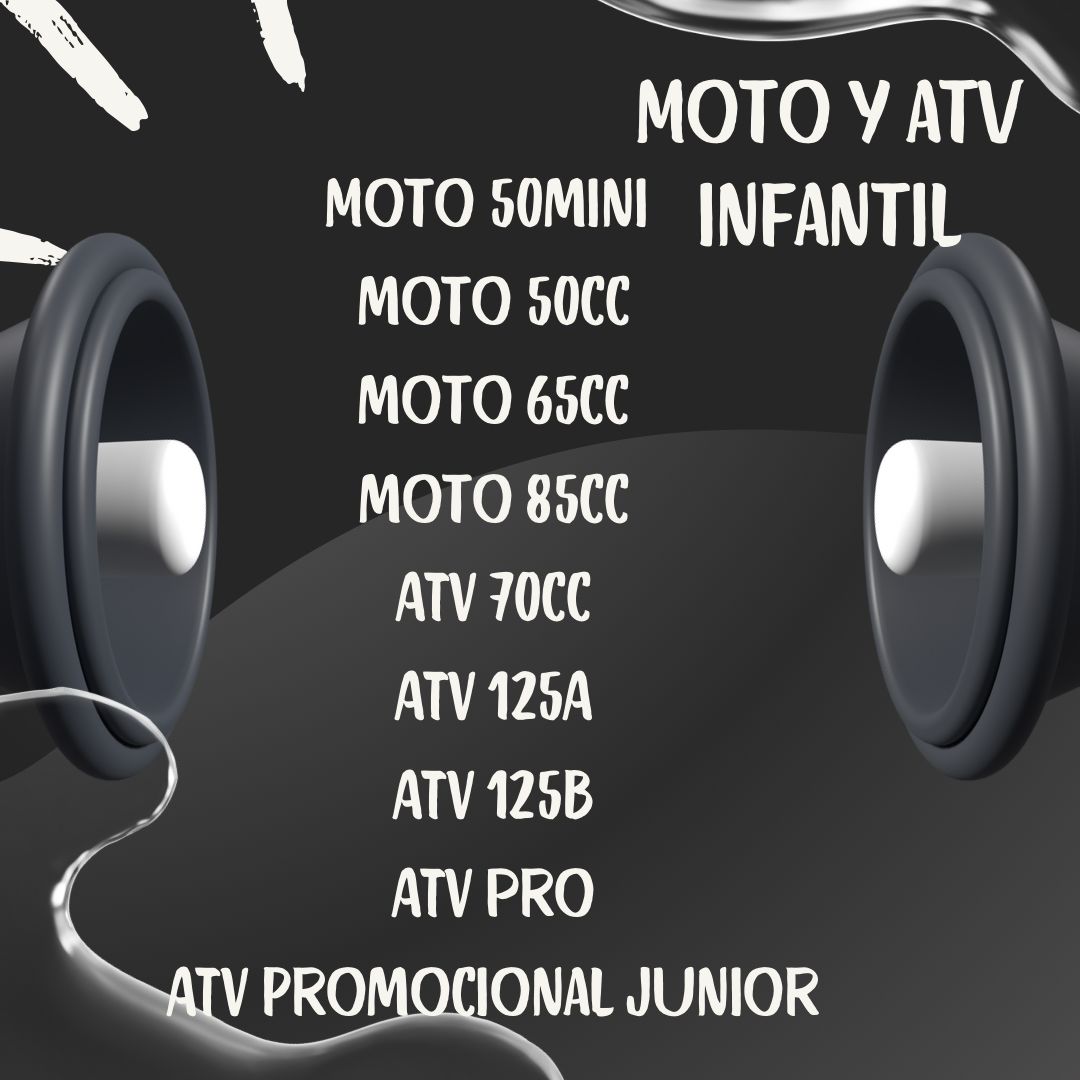 MOTO Y ATV
INFANTIL
MOTO 50MINI
MOTO 50CC
MOTO 65CC
MOTO 85CC
ATV 70CC
ATV 125A
ATV 125B
ATV PRO
ATV PROMOCIONAL JUNIOR